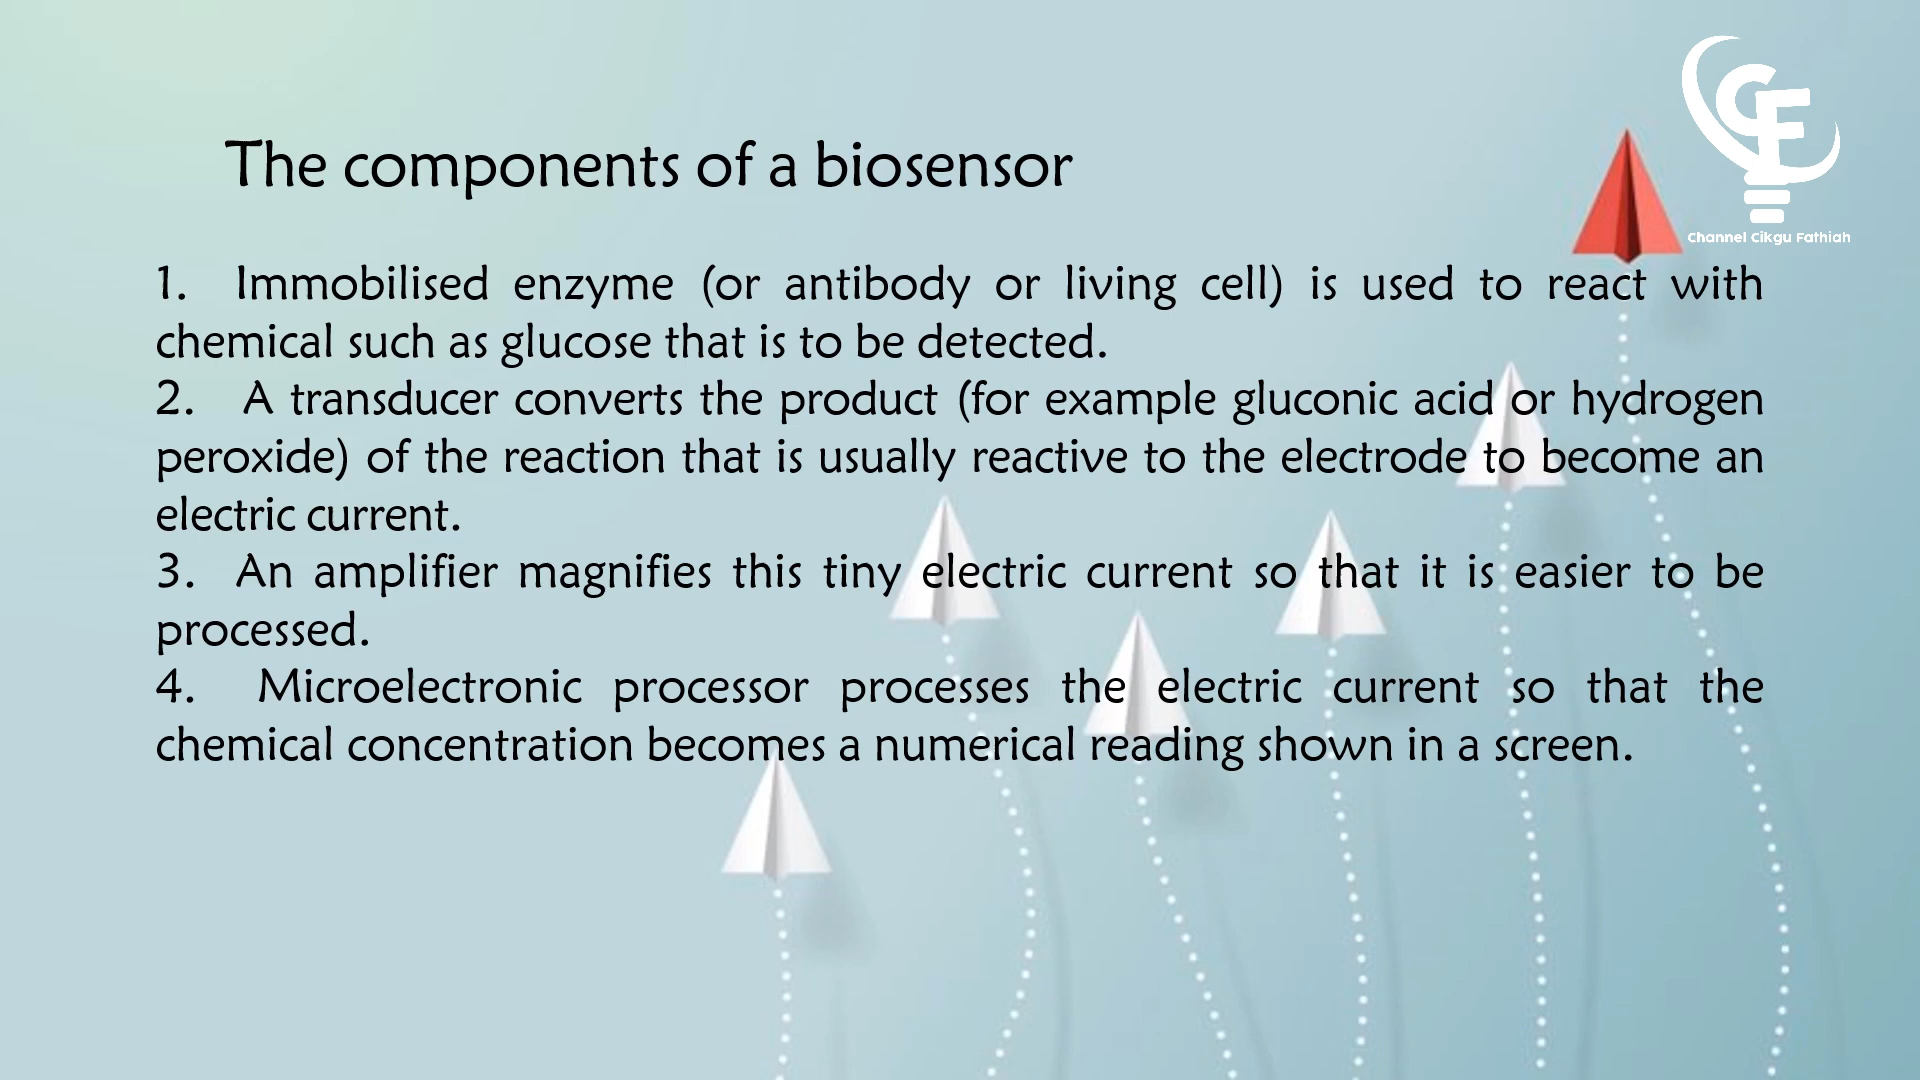 CF
Channel Cikgu Fathiah
The components of a biosensor
1. Immobilised enzyme (or antibody or living cell) is used to react with
chemical such as glucose that is to be detected.
2. A transducer converts the product (for example gluconic acid or hydrogen
peroxide) of the reaction that is usually reactive to the electrode to become an
electric current.
3. An amplifier magnifies this tiny electric current so that it is easier to be
processed.
4. Microelectronic processor processes the electric current so that the
chemical concentration becomes a numerical reading shown in a screen.